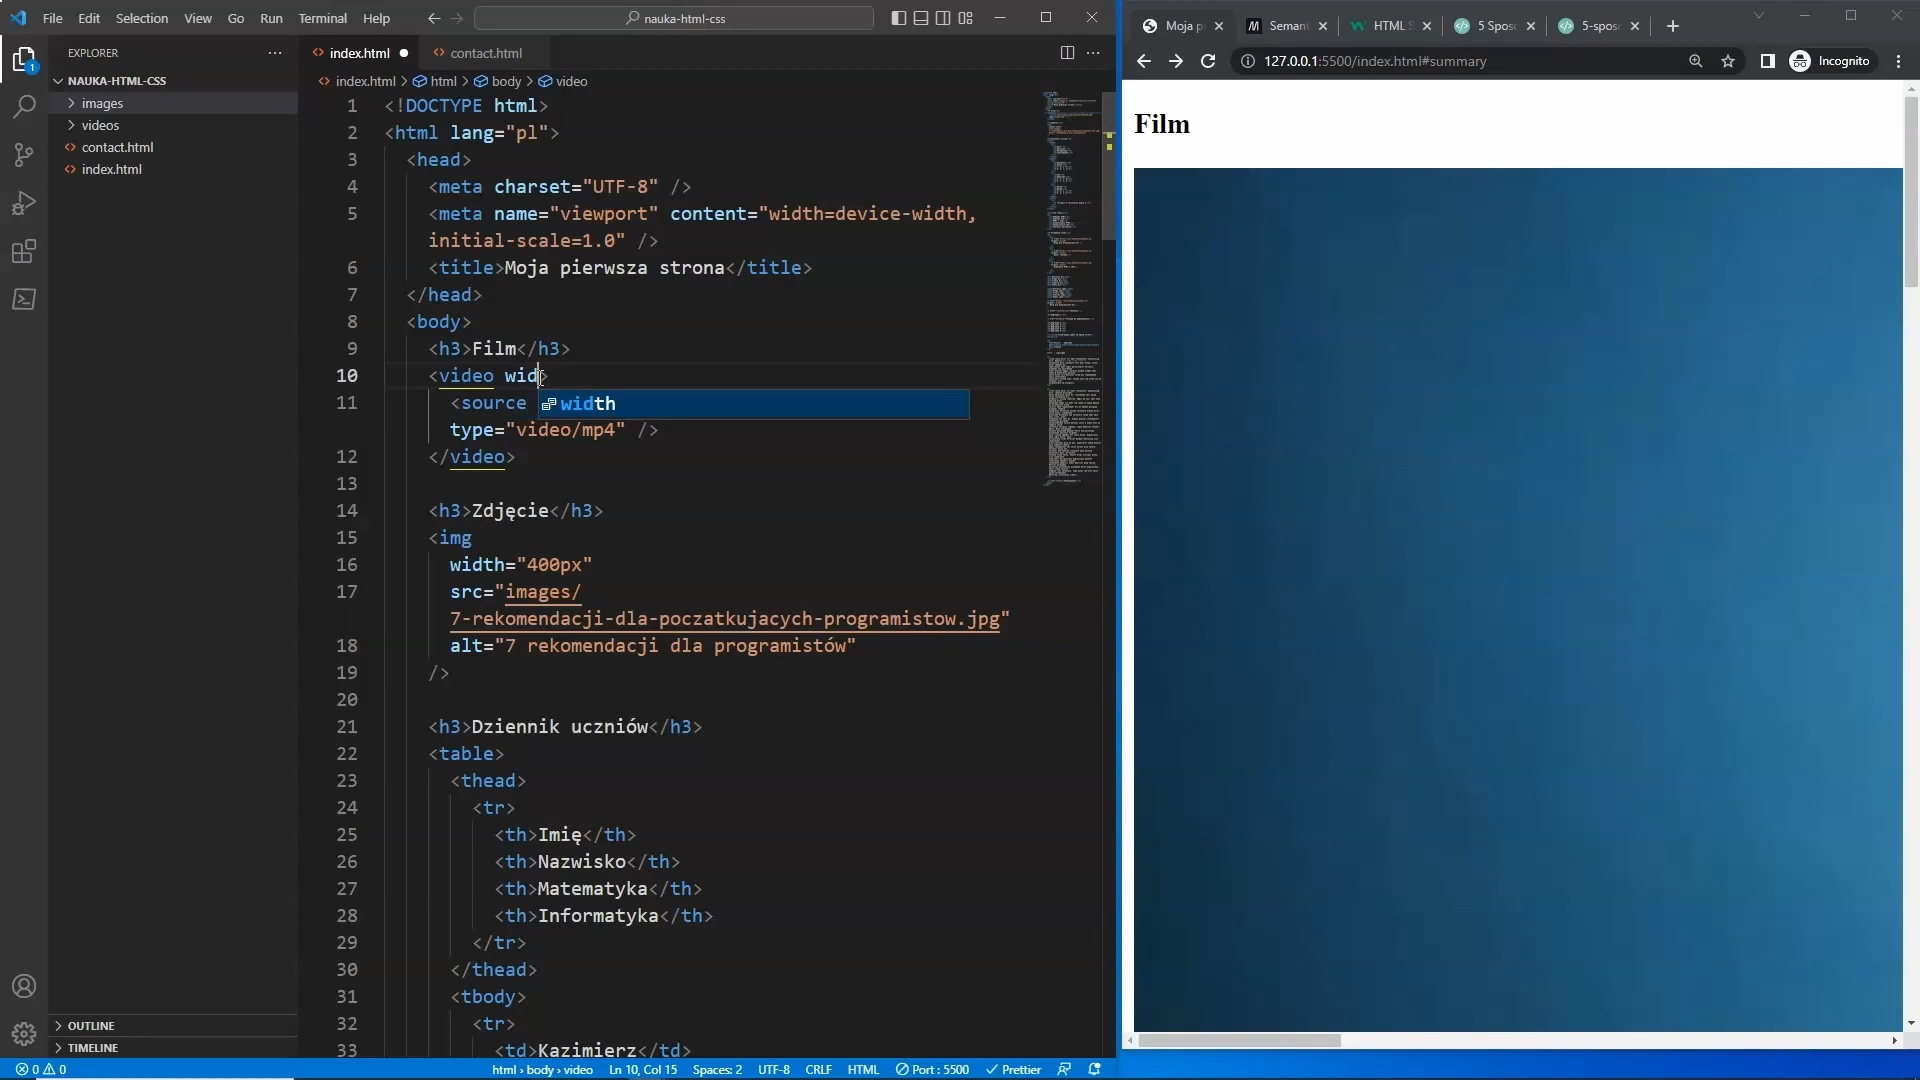 File Edit Selection View Go Run Terminal Help
nauka-html-css
EXPLORER
NAUKA-HTML-CSS
images
videos
contact.html
index.html
OUTLINE
TIMELINE
1
index.html
contact.html
index.html > html > body > video
1 <!DOCTYPE html>
2 <html lang="pl">
3 <head>
4 <meta charset="UTF-8" />
5 <meta name="viewport" content="width=device-width,
initial-scale=1.0" />
6 <title>Moja pierwsza strona</title>
7 </head>
8 <body>
9 <h3>Film</h3>
10 <video wid>
11 <source
width
type="video/mp4" />
12 </video>
13
14 <h3>Zdjęcie</h3>
15 <img
16 width="400px"
17 src="images/
7-rekomendacji-dla-poczatkujacych-programistow.jpg"
18 alt="7 rekomendacji dla programistów"
19 />
20
21 <h3>Dziennik uczniów</h3>
22 <table>
23 <thead>
24 <tr>
25 <th>Imię</th>
26 <th>Nazwisko</th>
27 <th>Matematyka</th>
28 <th>Informatyka</th>
29 </tr>
30 </thead>
31 <tbody>
32 <tr>
33 <td>Kazimierz</td>
0 0
html > body > video
Ln 10, Col 15
Spaces: 2
UTF-8
CRLF
HTML
Port : 5500
Prettier
Moja p
Seman
HTML S
5 Sposo
5-spos
127.0.0.1:5500/index.html#summary
Incognito
Film